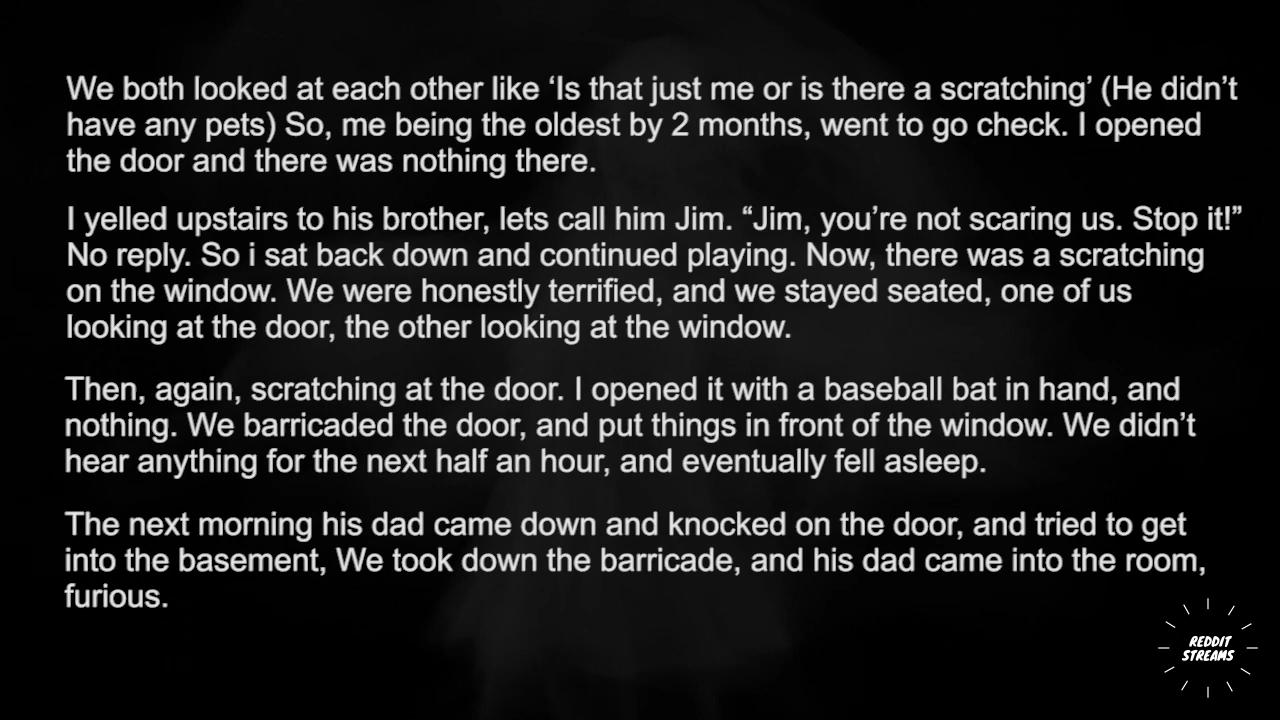 We both looked at each other like ‘Is that just me or is there a scratching’ (He didn’t
have any pets) So, me being the oldest by 2 months, went to go check. I opened
the door and there was nothing there.
I yelled upstairs to his brother, lets call him Jim. “Jim, you’re not scaring us. Stop it!”
No reply. So i sat back down and continued playing. Now, there was a scratching
on the window. We were honestly terrified, and we stayed seated, one of us
looking at the door, the other looking at the window.
Then, again, scratching at the door. I opened it with a baseball bat in hand, and
nothing. We barricaded the door, and put things in front of the window. We didn’t
hear anything for the next half an hour, and eventually fell asleep.
The next morning his dad came down and knocked on the door, and tried to get
into the basement, We took down the barricade, and his dad came into the room,
furious.
REDDIT
STREAMS